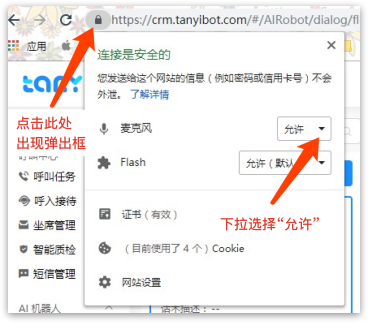 https://crm.tanyibot.com/#/AIRobot/dialog/fl
应用
连接是安全的
您发送给这个网站的信息（例如密码或信用卡号）不会
外泄。 了解详情
点击此处
出现弹出框
麦克风
允许
Flash
允许（默认
下拉选择“允许”
呼叫任务
呼入接待
坐席管理
智能质检
短信管理
AI 机器人
证书（有效）
（目前使用了 4 个）Cookie
网站设置
话术描述： --